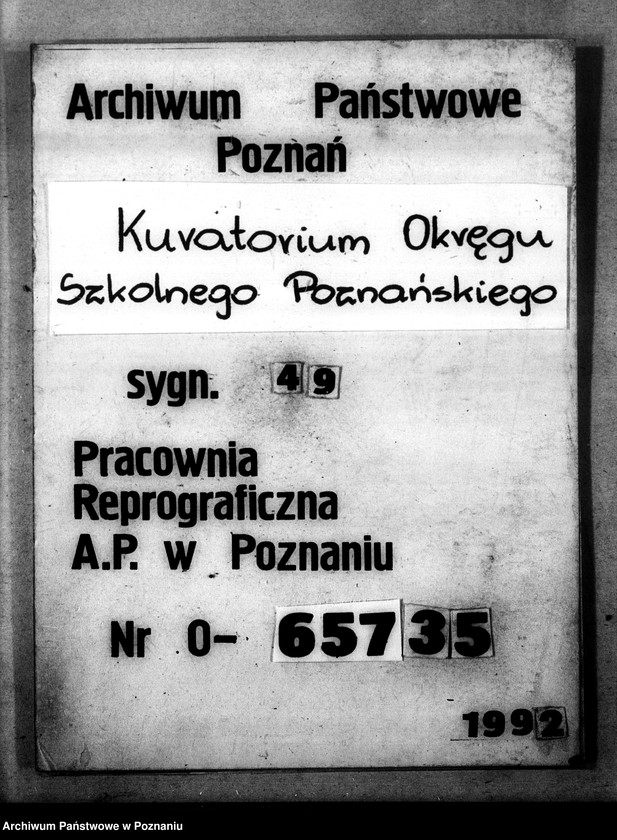 Archiwum Państwowe
Poznań
Kuratorium Okręgu
Szkolnego Poznańskiego
sygn. 49
Pracownia
Reprograficzna
A.P. w Poznaniu
Nr 0- 65735
1992
Archiwum Państwowe w Poznaniu